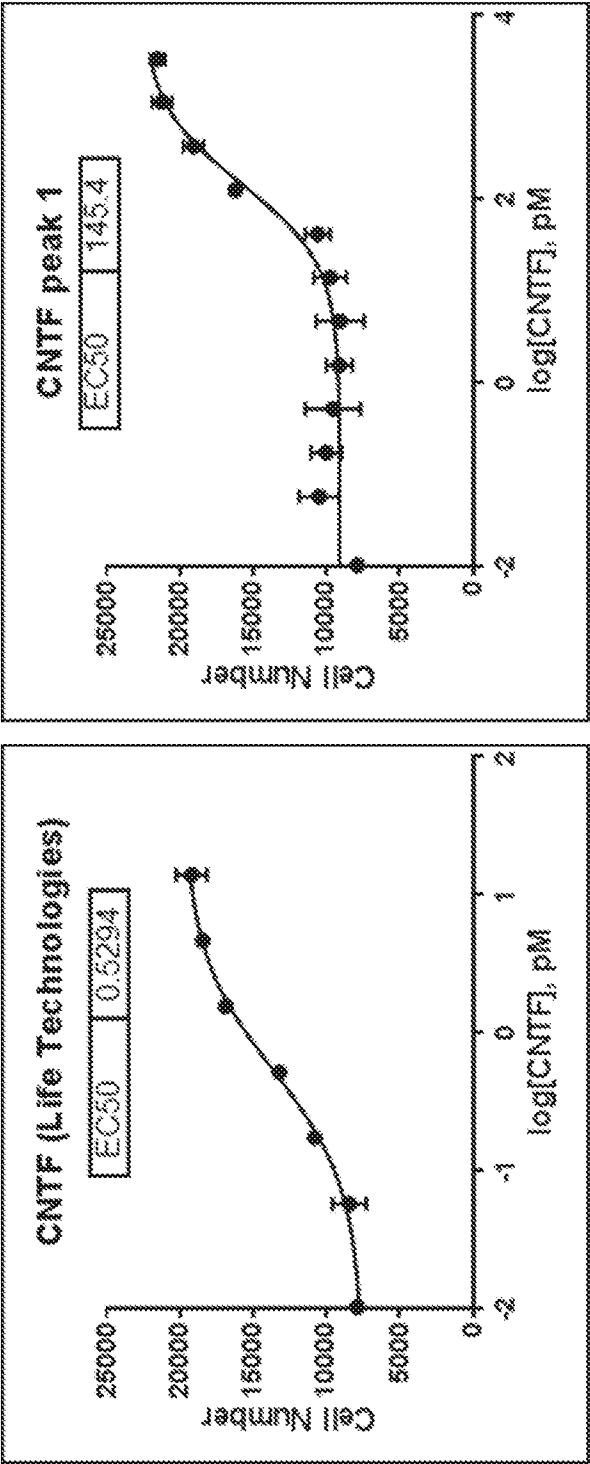 CNTF (Life Technologies)
EC50 0.5294
25000
20000
15000
10000
5000
0
Cell Number
-2 -1 0 1 2
log[CNTF], pM
CNTF peak 1
EC50 145.4
25000
20000
15000
10000
5000
0
Cell Number
-2 0 2 4
log[CNTF], pM